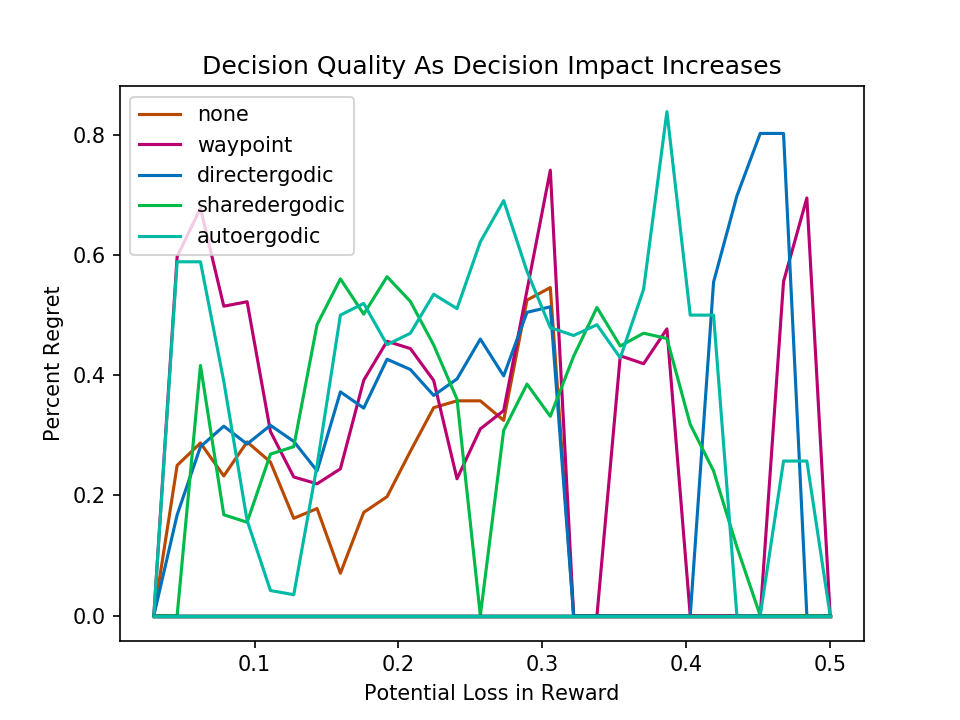 Decision Quality As Decision Impact Increases
none
waypoint
directergodic
sharedergodic
autoergodic
0.8
0.6
0.4
0.2
0.0
Percent Regret
0.1 0.2 0.3 0.4 0.5
Potential Loss in Reward